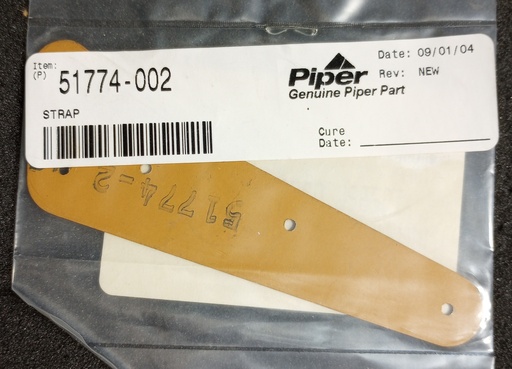 Item:
(P) 51774-002
STRAP
Piper
Genuine Piper Part
Date: 09/01/04
Rev: NEW
Cure
Date:
51774-2